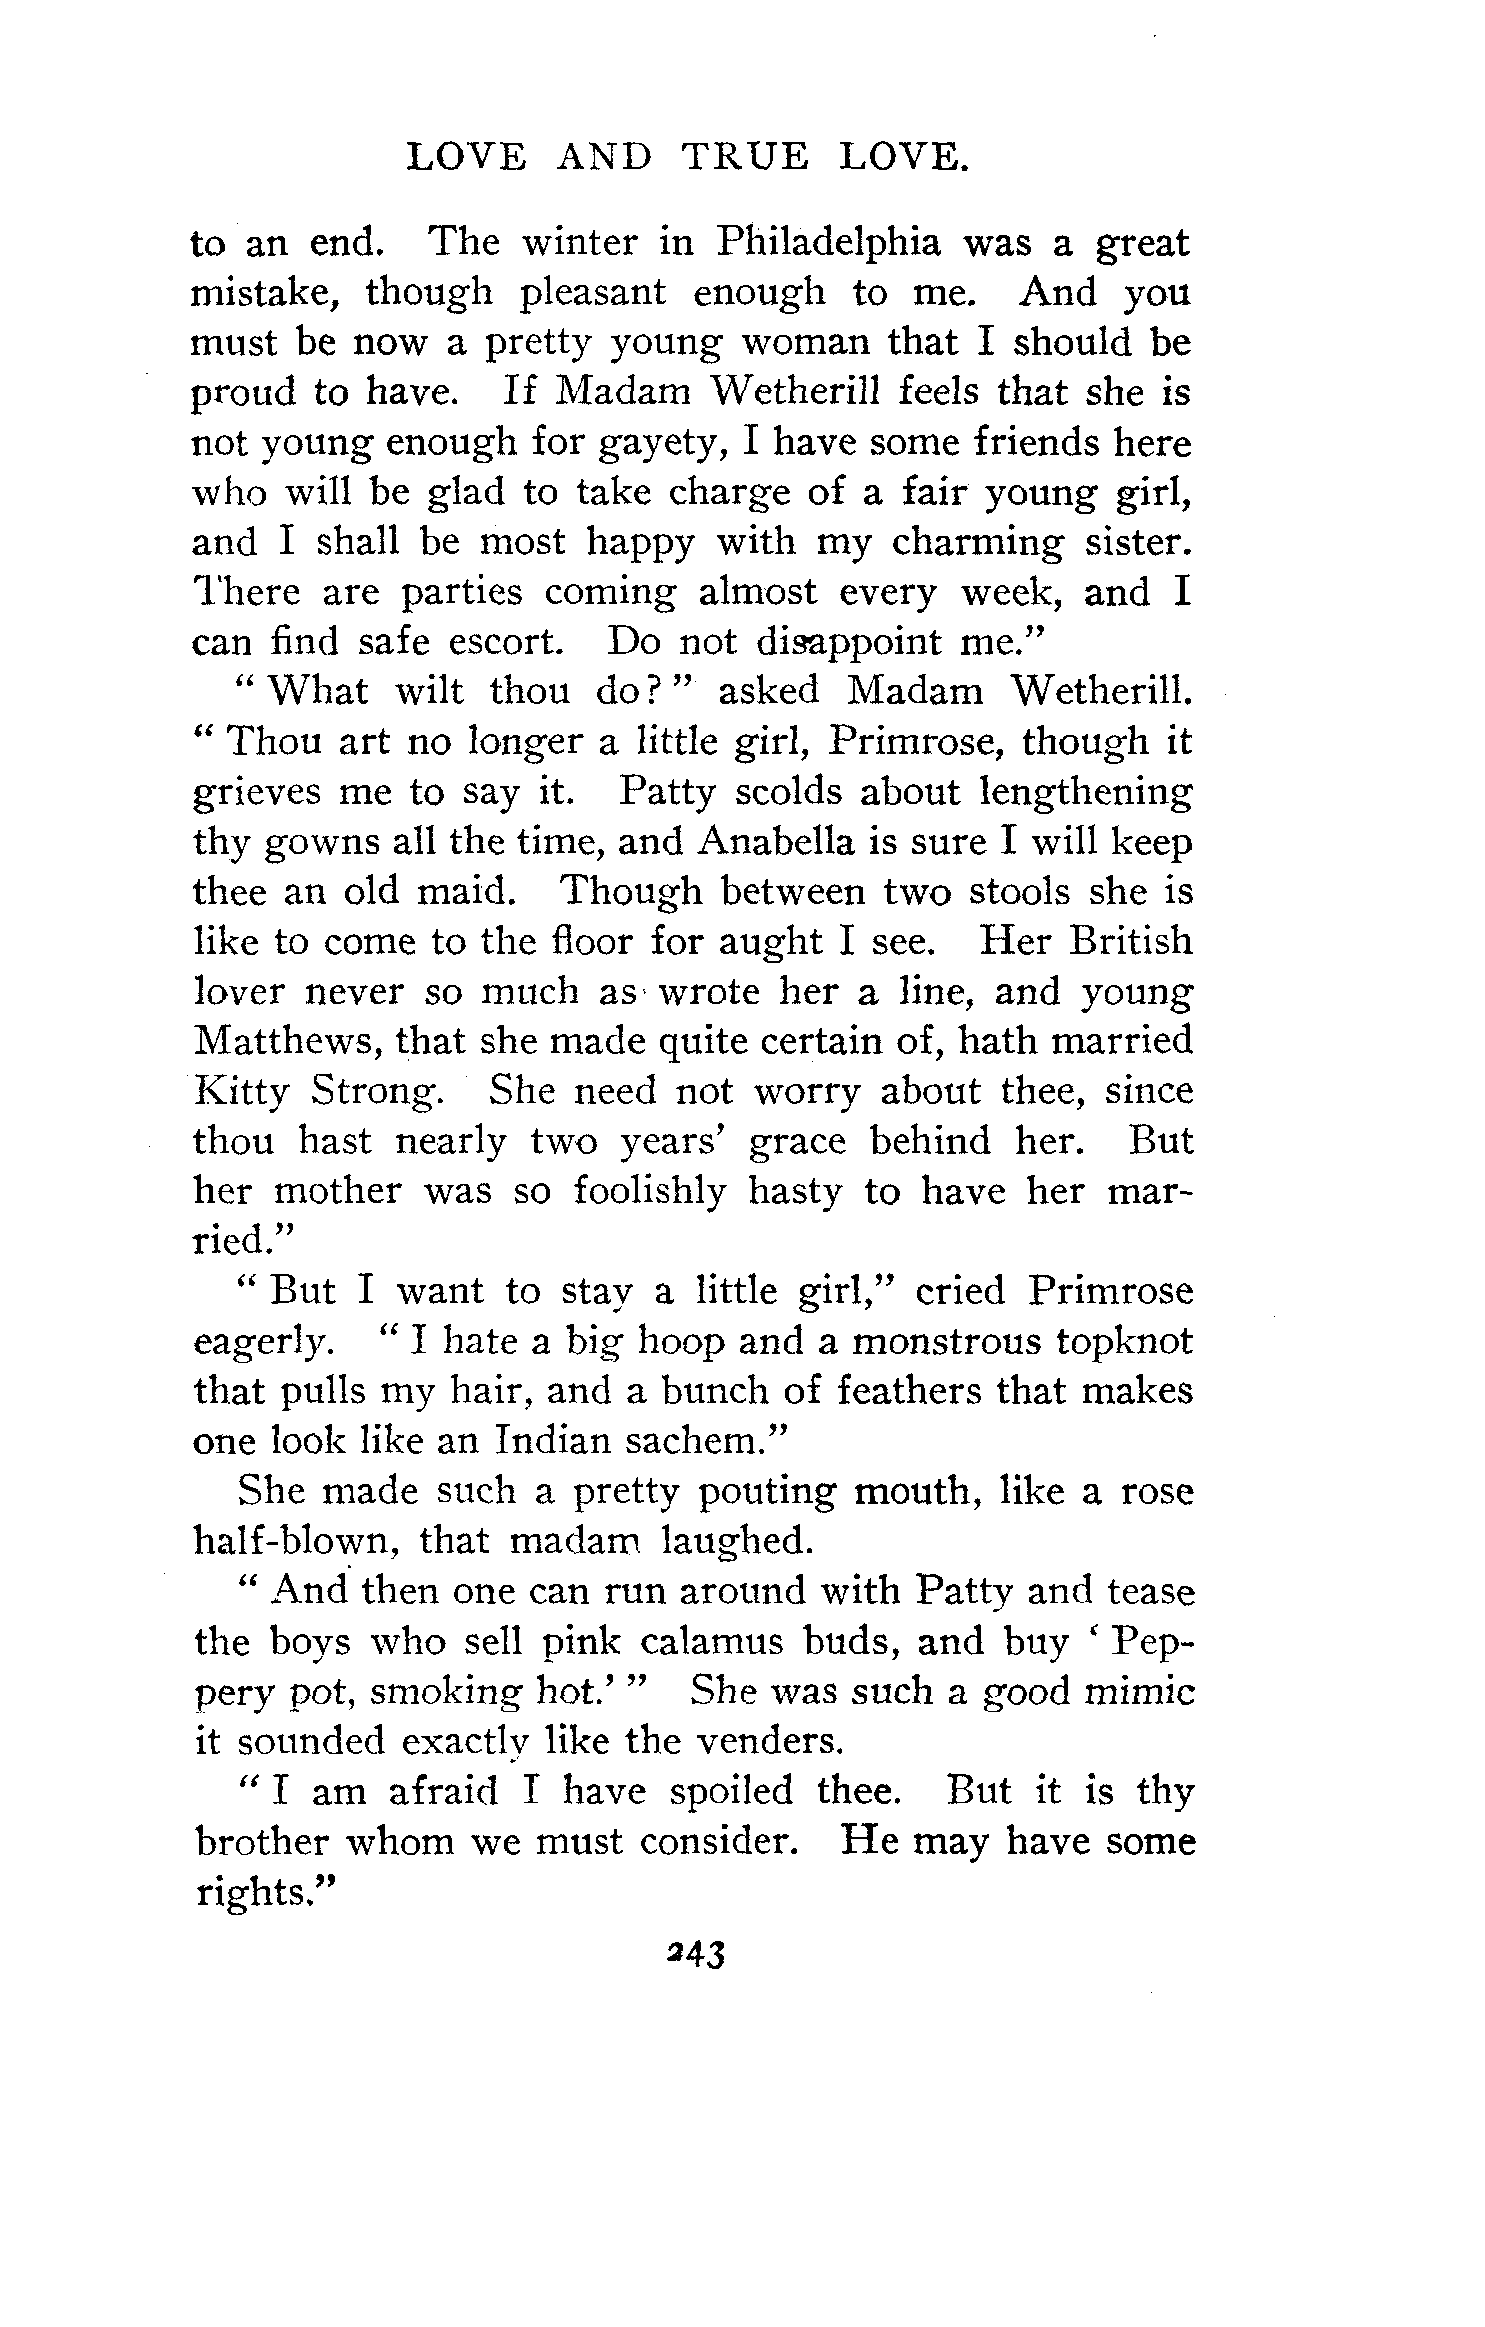 LOVE AND TRUE LOVE.
to an end. The winter in Philadelphia was a great
mistake, though pleasant enough to me. And you
must be now a pretty young woman that I should be
proud to have. If Madam Wetherill feels that she is
not young enough for gayety, I have some friends here
who will be glad to take charge of a fair young girl,
and I shall be most happy with my charming sister.
There are parties coming almost every week, and I
can find safe escort. Do not disappoint me."
" What wilt thou do? " asked Madam Wetherill.
" Thou art no longer a little girl, Primrose, though it
grieves me to say it. Patty scolds about lengthening
thy gowns all the time, and Anabella is sure I will keep
thee an old maid. Though between two stools she is
like to come to the floor for aught I see. Her British
lover never so much as wrote her a line, and young
Matthews, that she made quite certain of, hath married
Kitty Strong. She need not worry about thee, since
thou hast nearly two years' grace behind her. But
her mother was so foolishly hasty to have her mar-
ried."
" But I want to stay a little girl," cried Primrose
eagerly. " I hate a big hoop and a monstrous topknot
that pulls my hair, and a bunch of feathers that makes
one look like an Indian sachem."
She made such a pretty pouting mouth, like a rose
half-blown, that madam laughed.
" And then one can run around with Patty and tease
the boys who sell pink calamus buds, and buy ' Pep-
pery pot, smoking hot.' " She was such a good mimic
it sounded exactly like the venders.
" I am afraid I have spoiled thee. But it is thy
brother whom we must consider. He may have some
rights."
243